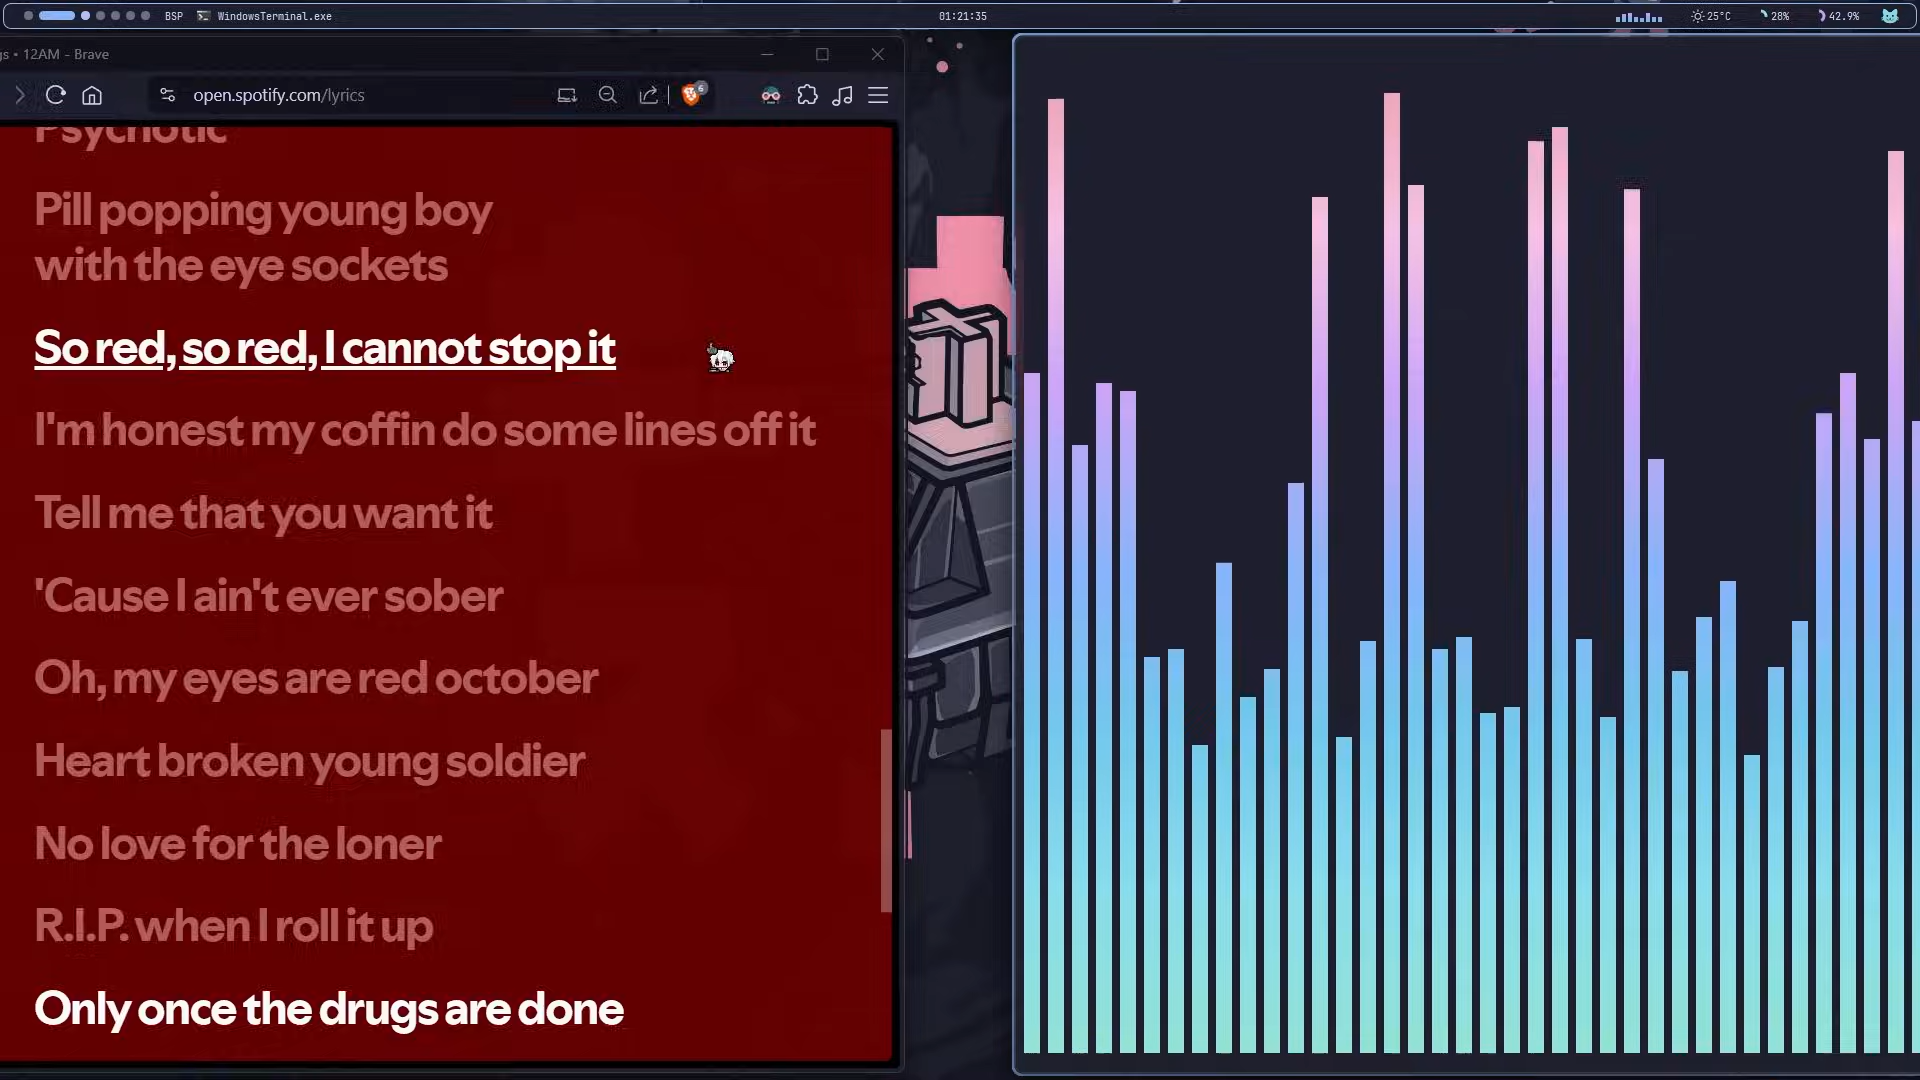 BSP WindowsTerminal.exe 01:21:35 25°C 28% 42.9%
gs • 12AM - Brave
open.spotify.com/lyrics 6
Psychotic
Pill popping young boy
with the eye sockets
So red, so red, I cannot stop it
I'm honest my coffin do some lines off it
Tell me that you want it
'Cause I ain't ever sober
Oh, my eyes are red october
Heart broken young soldier
No love for the loner
R.I.P. when I roll it up
Only once the drugs are done